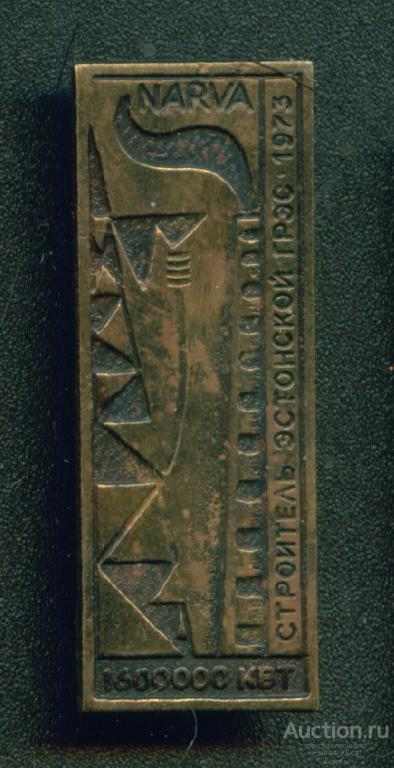 NARVA
СТРОИТЕЛЬ ЭСТОНСКОЙ ГРЭС · 1973
1600000 КВТ
Auction.ru